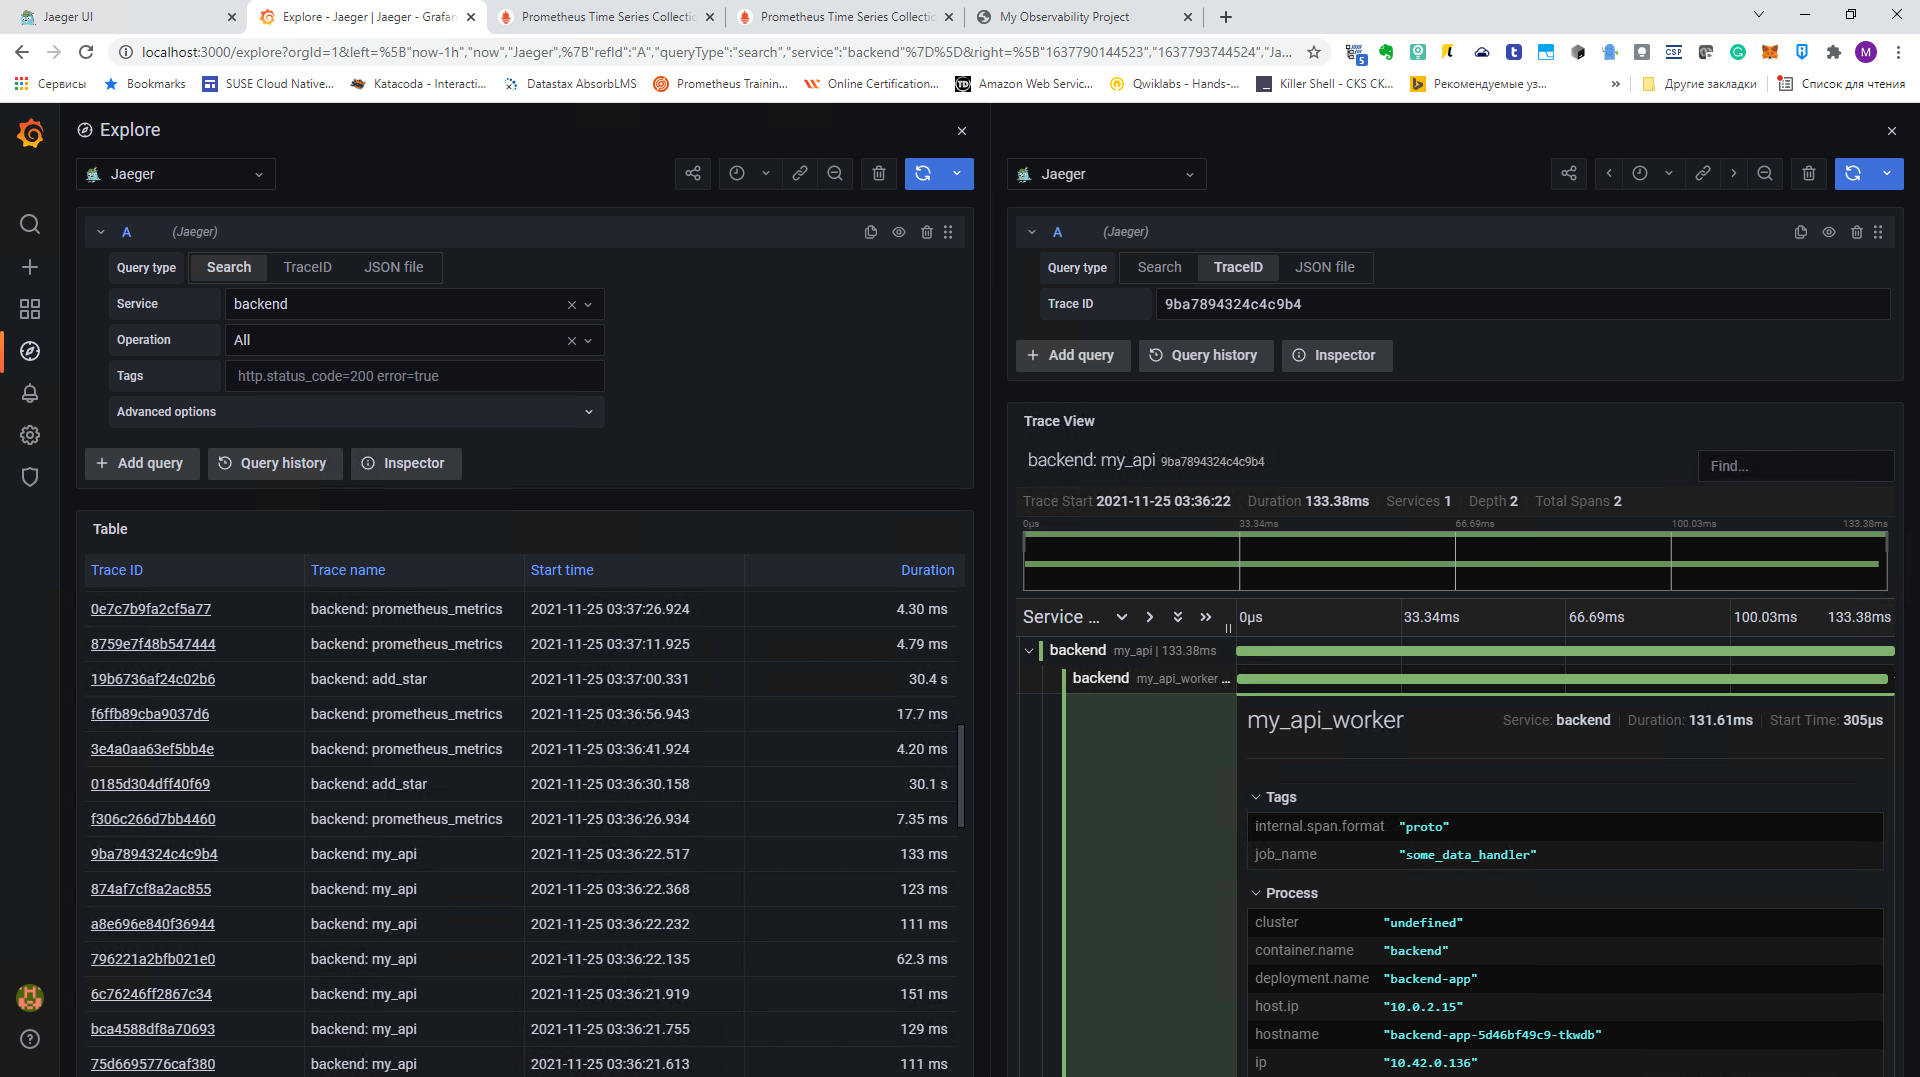 Jaeger UI
Explore - Jaeger | Jaeger - Grafan
Prometheus Time Series Collectio
Prometheus Time Series Collectio
My Observability Project
localhost:3000/explore?orgId=1&left=%5B"now-1h","now","Jaeger",%7B"refId":"A","queryType":"search","service":"backend"%7D%5D&right=%5B"1637790144523","1637793744524","Ja...
5
CSP
M
Сервисы
Bookmarks
SUSE Cloud Native...
Katacoda - Interacti...
Datastax AbsorbLMS
Prometheus Trainin...
Online Certification...
Amazon Web Servic...
Qwiklabs - Hands-...
Killer Shell - CKS CK...
Рекомендуемые уз...
»
Другие закладки
Список для чтения
Explore
Jaeger
A (Jaeger)
Query type Search TraceID JSON file
Service backend
Operation All
Tags http.status_code=200 error=true
Advanced options
+ Add query Query history Inspector
Table
Trace ID Trace name Start time Duration
0e7c7b9fa2cf5a77 backend: prometheus_metrics 2021-11-25 03:37:26.924 4.30 ms
8759e7f48b547444 backend: prometheus_metrics 2021-11-25 03:37:11.925 4.79 ms
19b6736af24c02b6 backend: add_star 2021-11-25 03:37:00.331 30.4 s
f6ffb89cba9037d6 backend: prometheus_metrics 2021-11-25 03:36:56.943 17.7 ms
3e4a0aa63ef5bb4e backend: prometheus_metrics 2021-11-25 03:36:41.924 4.20 ms
0185d304dff40f69 backend: add_star 2021-11-25 03:36:30.158 30.1 s
f306c266d7bb4460 backend: prometheus_metrics 2021-11-25 03:36:26.934 7.35 ms
9ba7894324c4c9b4 backend: my_api 2021-11-25 03:36:22.517 133 ms
874af7cf8a2ac855 backend: my_api 2021-11-25 03:36:22.368 123 ms
a8e696e840f36944 backend: my_api 2021-11-25 03:36:22.232 111 ms
796221a2bfb021e0 backend: my_api 2021-11-25 03:36:22.135 62.3 ms
6c76246ff2867c34 backend: my_api 2021-11-25 03:36:21.919 151 ms
bca4588df8a70693 backend: my_api 2021-11-25 03:36:21.755 129 ms
75d6695776caf380 backend: my_api 2021-11-25 03:36:21.613 111 ms
Jaeger
A (Jaeger)
Query type Search TraceID JSON file
Trace ID 9ba7894324c4c9b4
+ Add query Query history Inspector
Trace View
backend: my_api 9ba7894324c4c9b4
Find...
Trace Start 2021-11-25 03:36:22 Duration 133.38ms Services 1 Depth 2 Total Spans 2
0μs 33.34ms 66.69ms 100.03ms 133.38ms
Service ... 0μs 33.34ms 66.69ms 100.03ms 133.38ms
backend my_api | 133.38ms
backend my_api_worker ...
my_api_worker Service: backend Duration: 131.61ms Start Time: 305μs
Tags
internal.span.format "proto"
job_name "some_data_handler"
Process
cluster "undefined"
container.name "backend"
deployment.name "backend-app"
host.ip "10.0.2.15"
hostname "backend-app-5d46bf49c9-tkwdb"
ip "10.42.0.136"